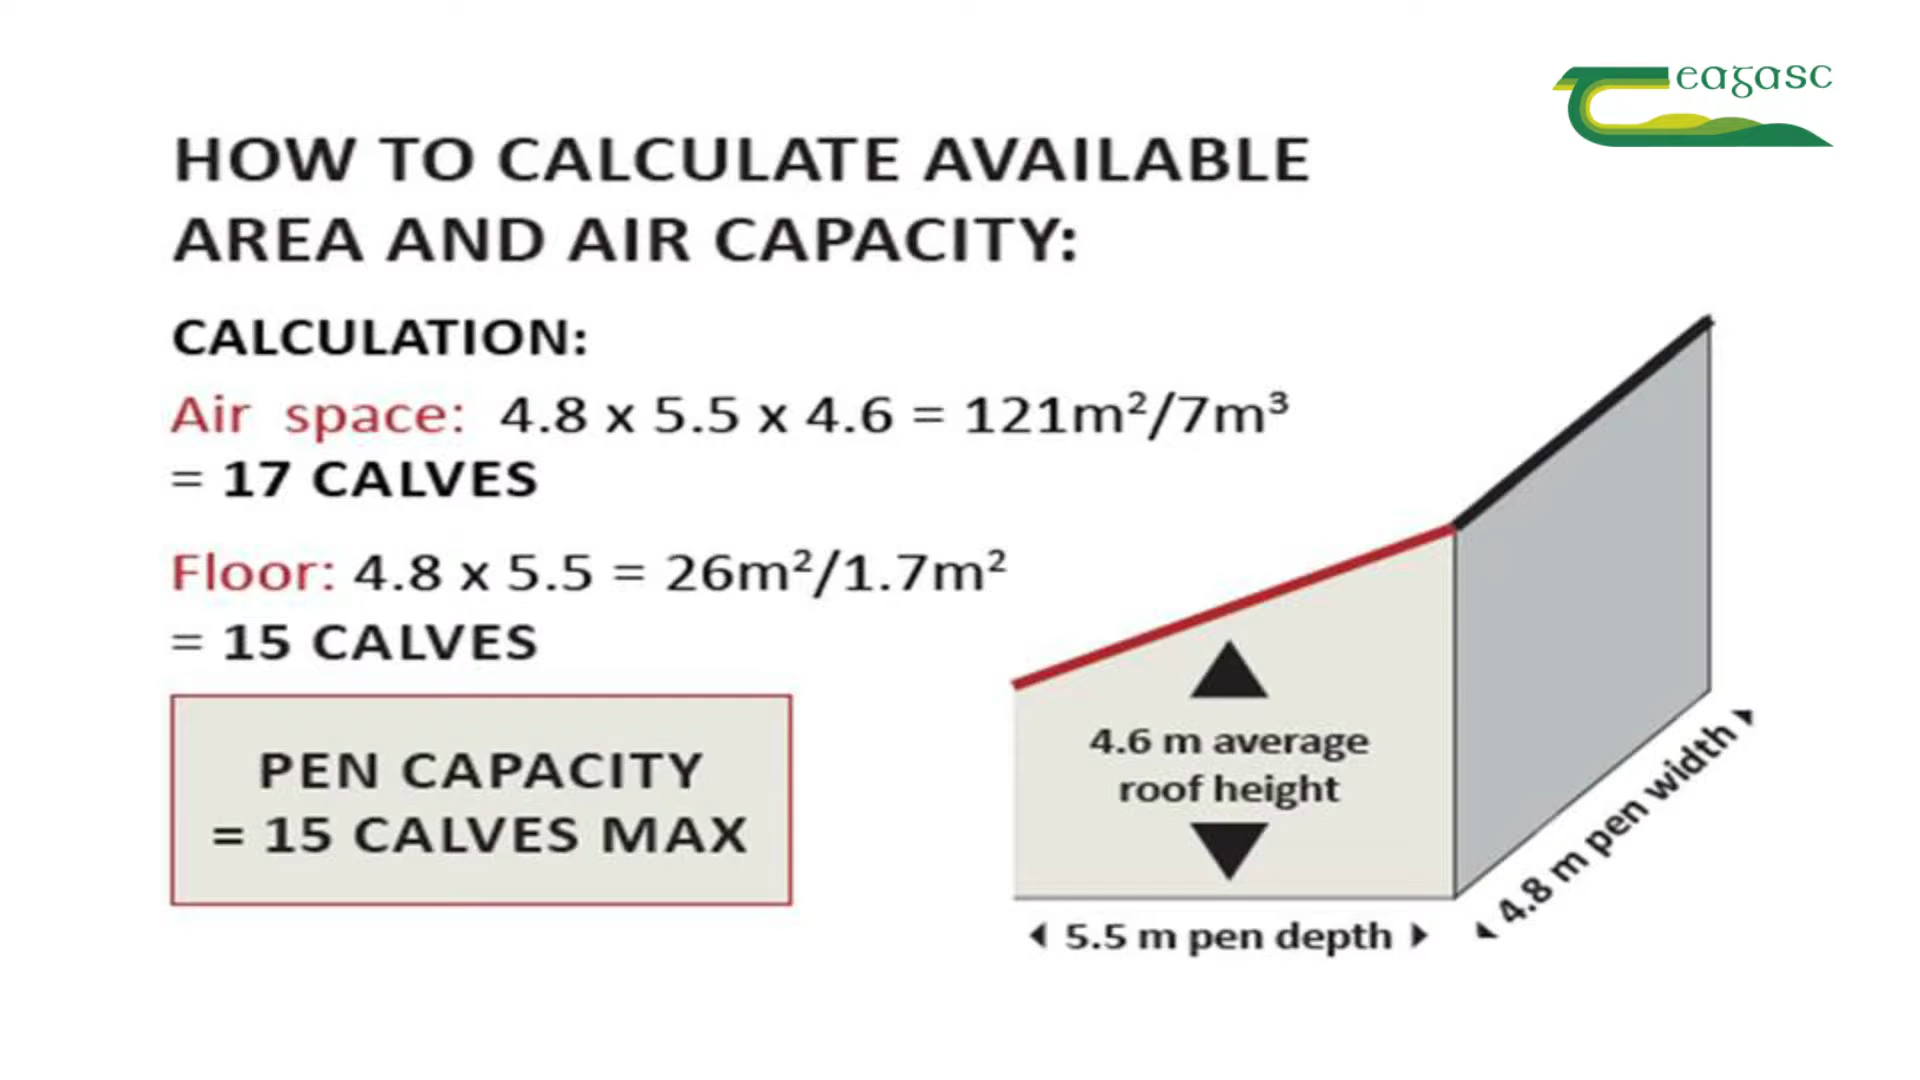 eagasc
HOW TO CALCULATE AVAILABLE
AREA AND AIR CAPACITY:
CALCULATION:
Air space: 4.8 x 5.5 x 4.6 = 121m²/7m³
= 17 CALVES
Floor: 4.8 x 5.5 = 26m²/1.7m²
= 15 CALVES
PEN CAPACITY
= 15 CALVES MAX
4.6 m average
roof height
5.5 m pen depth
4.8 m pen width